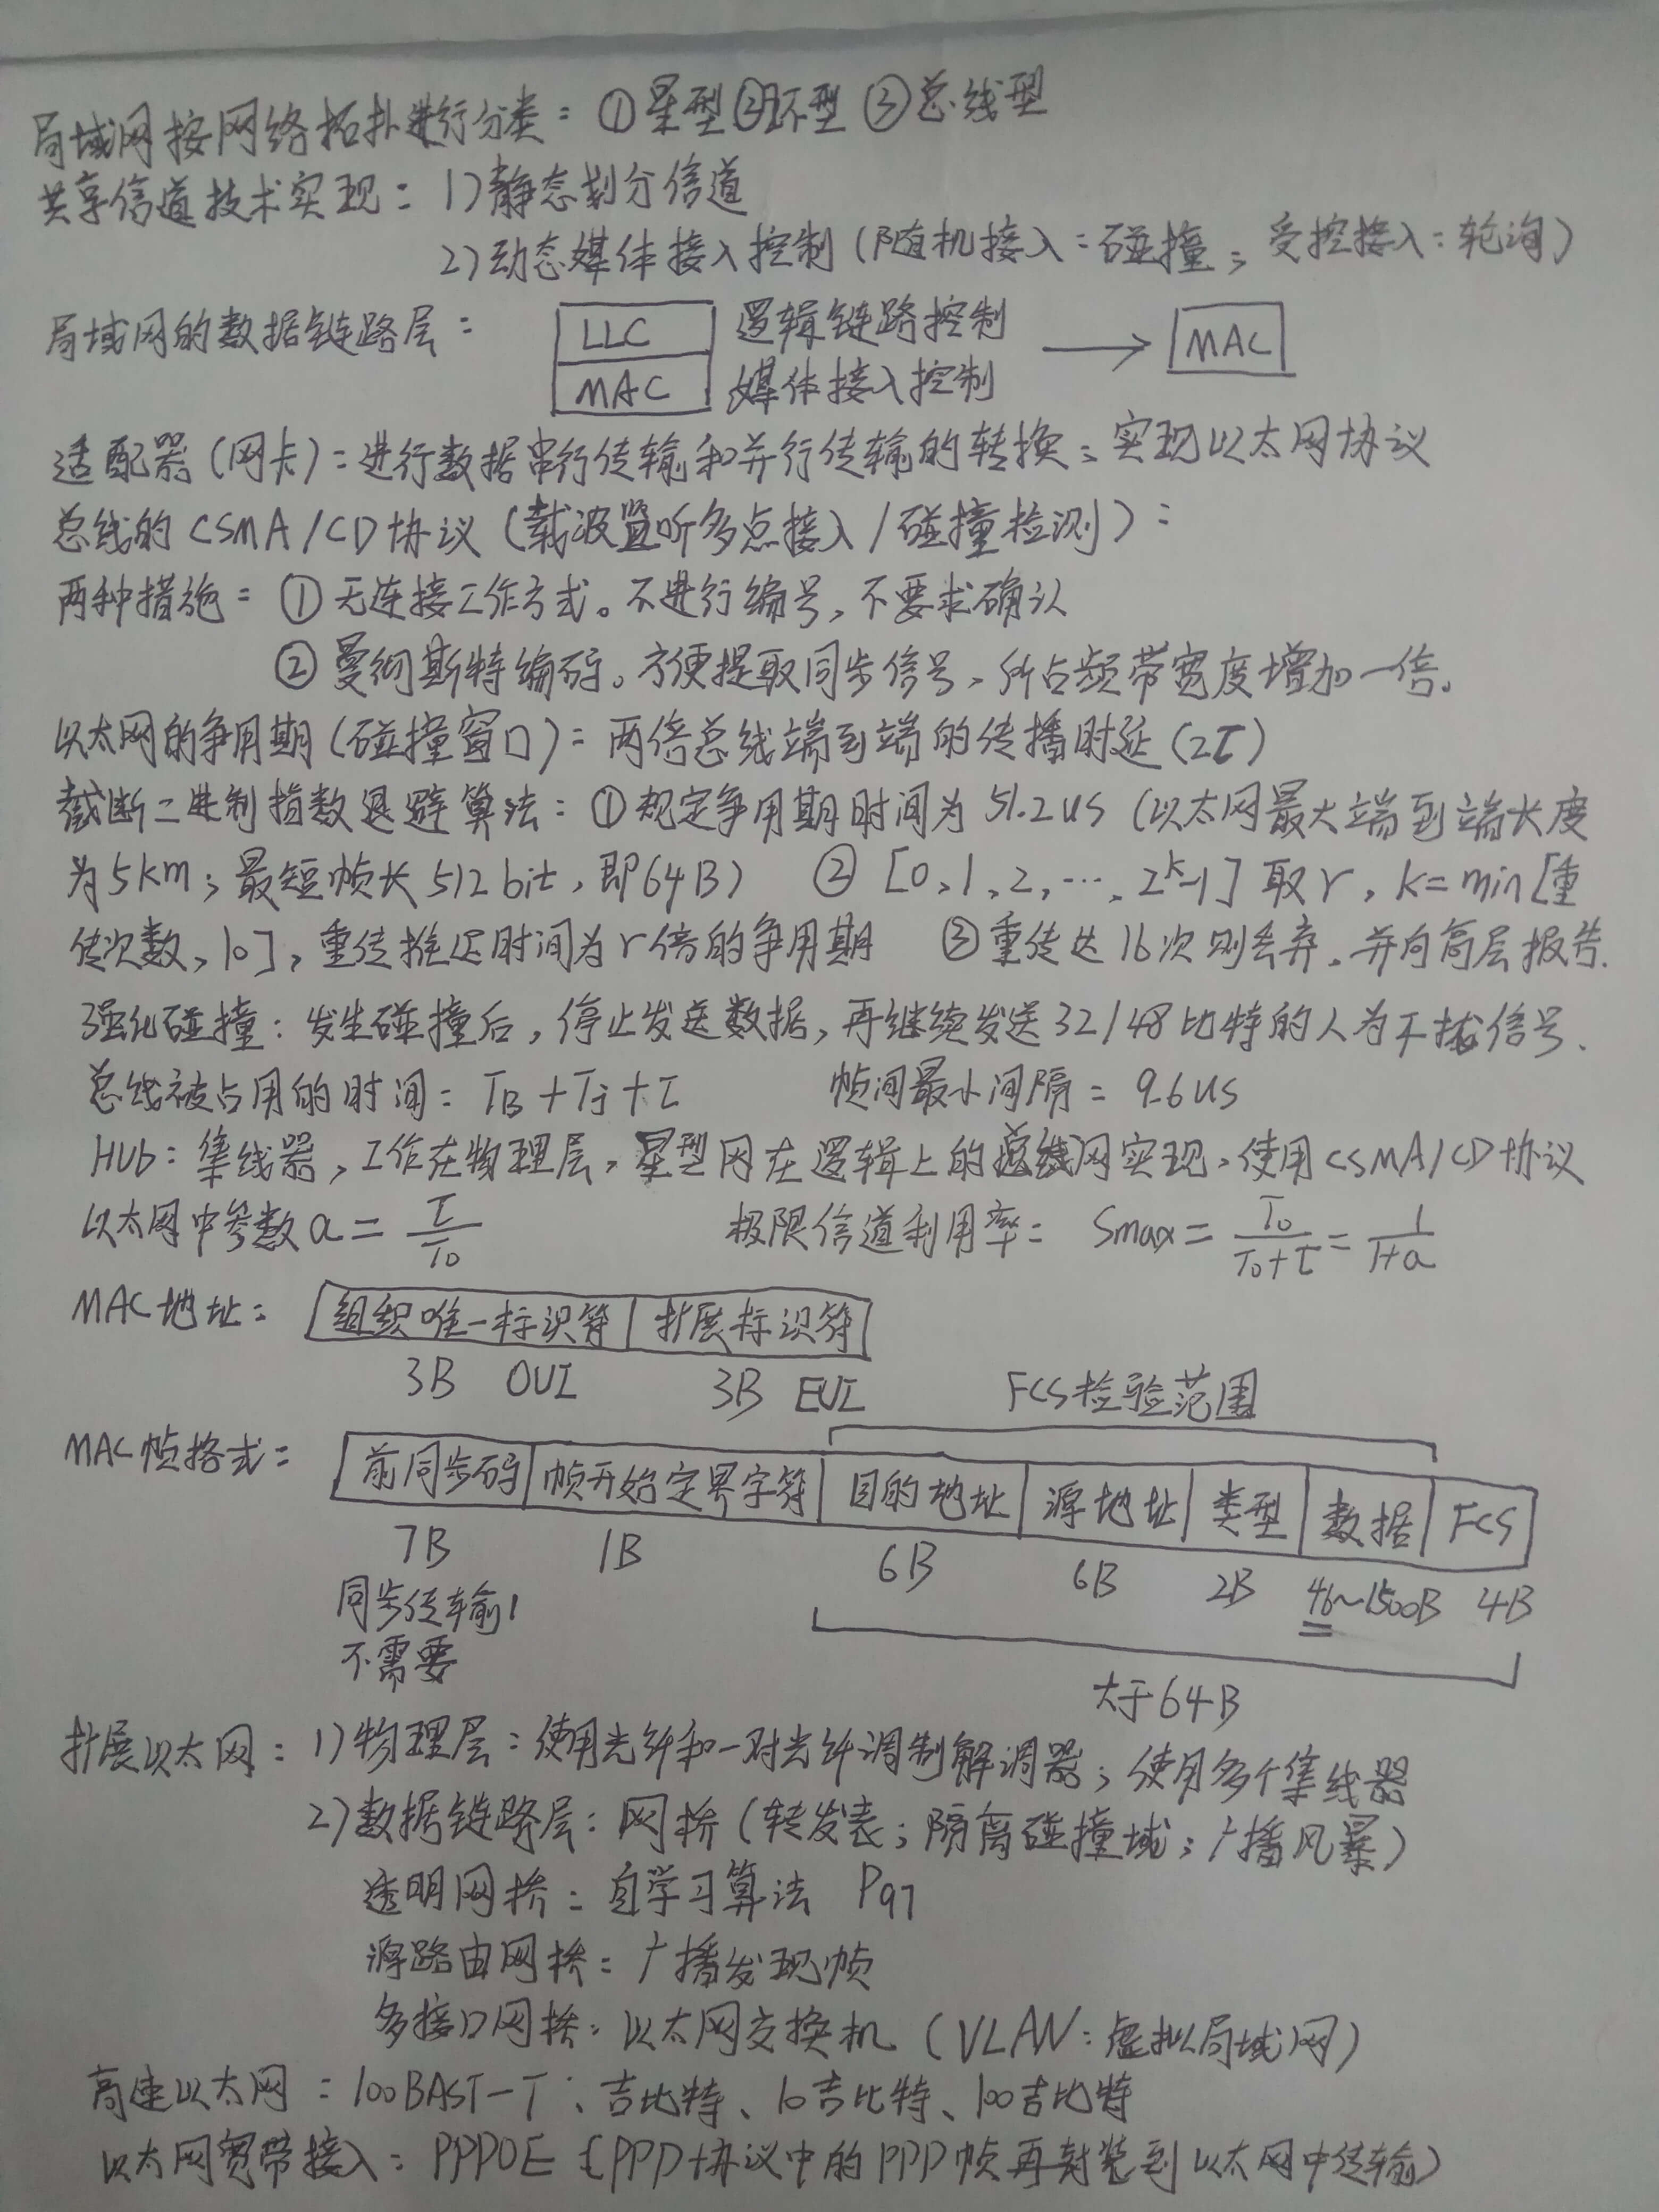 局域网按网络拓扑进行分类：①星型②环型③总线型
共享信道技术实现：1)静态划分信道
2)动态媒体接入控制(随机接入：碰撞；受控接入：轮询)
局域网的数据链路层：LLC 逻辑链路控制 → MAC
MAC 媒体接入控制
适配器(网卡)：进行数据串行传输和并行传输的转换；实现以太网协议
总线的CSMA/CD协议(载波监听多点接入/碰撞检测)：
两种措施：①无连接工作方式。不进行编号，不要求确认
②曼彻斯特编码。方便提取同步信号，所占频带宽度增加一倍。
以太网的争用期(碰撞窗口)：两倍总线端到端的传播时延(2τ)
截断二进制指数退避算法：①规定争用期时间为51.2us(以太网最大端到端长度
为5km；最短帧长512bit，即64B) ②[0,1,2,…,2^k-1]取r，k=min[重
传次数，10]，重传推迟时间为r倍的争用期 ③重传达16次则丢弃，并向高层报告.
强化碰撞：发生碰撞后，停止发送数据，再继续发送32/48比特的人为干扰信号.
总线被占用的时间：TB+TJ+τ 帧间最小间隔：9.6us
Hub：集线器，工作在物理层，星型网在逻辑上的总线网实现，使用CSMA/CD协议
以太网中参数a=τ/T0 极限信道利用率：Smax=T0/(T0+τ)=1/(1+a)
MAC地址：组织唯一标识符 扩展标识符
3B OUI 3B EUI FCS检验范围
MAC帧格式：前同步码 帧开始定界字符 目的地址 源地址 类型 数据 FCS
7B 1B 6B 6B 2B 46~1500B 4B
同步传输
不需要
大于64B
扩展以太网：1)物理层：使用光纤和一对光纤调制解调器；使用多个集线器
2)数据链路层：网桥(转发表；隔离碰撞域；广播风暴)
透明网桥：自学习算法 P97
源路由网桥：广播发现帧
多接口网桥：以太网交换机(VLAN：虚拟局域网)
高速以太网：100BAST-T、吉比特、10吉比特、100吉比特
以太网宽带接入：PPPOE(PPP协议中的PPP帧再封装到以太网中传输)